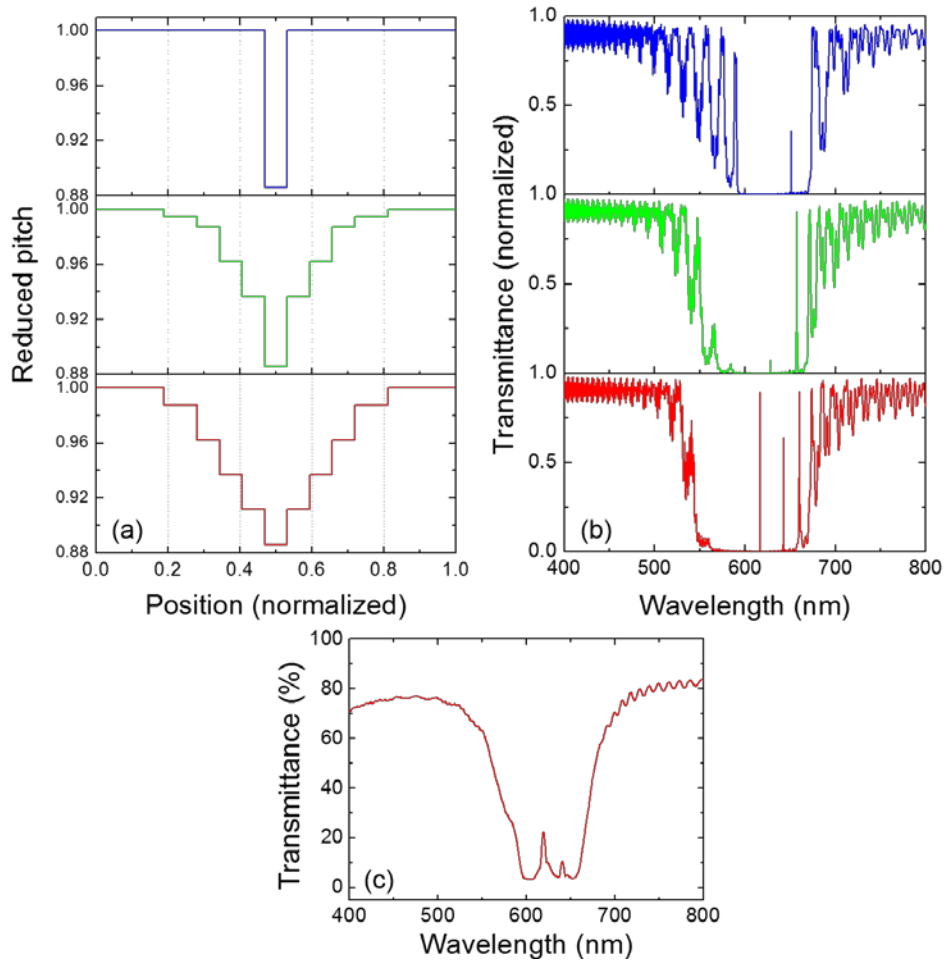 1.00
0.96
0.92
0.88
1.00
0.96
0.92
0.88
1.00
0.96
0.92
0.88
0.0 0.2 0.4 0.6 0.8 1.0
Reduced pitch
Position (normalized)
(a)
1.0
0.5
1.0
0.5
1.0
0.5
0.0
400 500 600 700 800
Transmittance (normalized)
Wavelength (nm)
(b)
100
80
60
40
20
0
400 500 600 700 800
Transmittance (%)
Wavelength (nm)
(c)